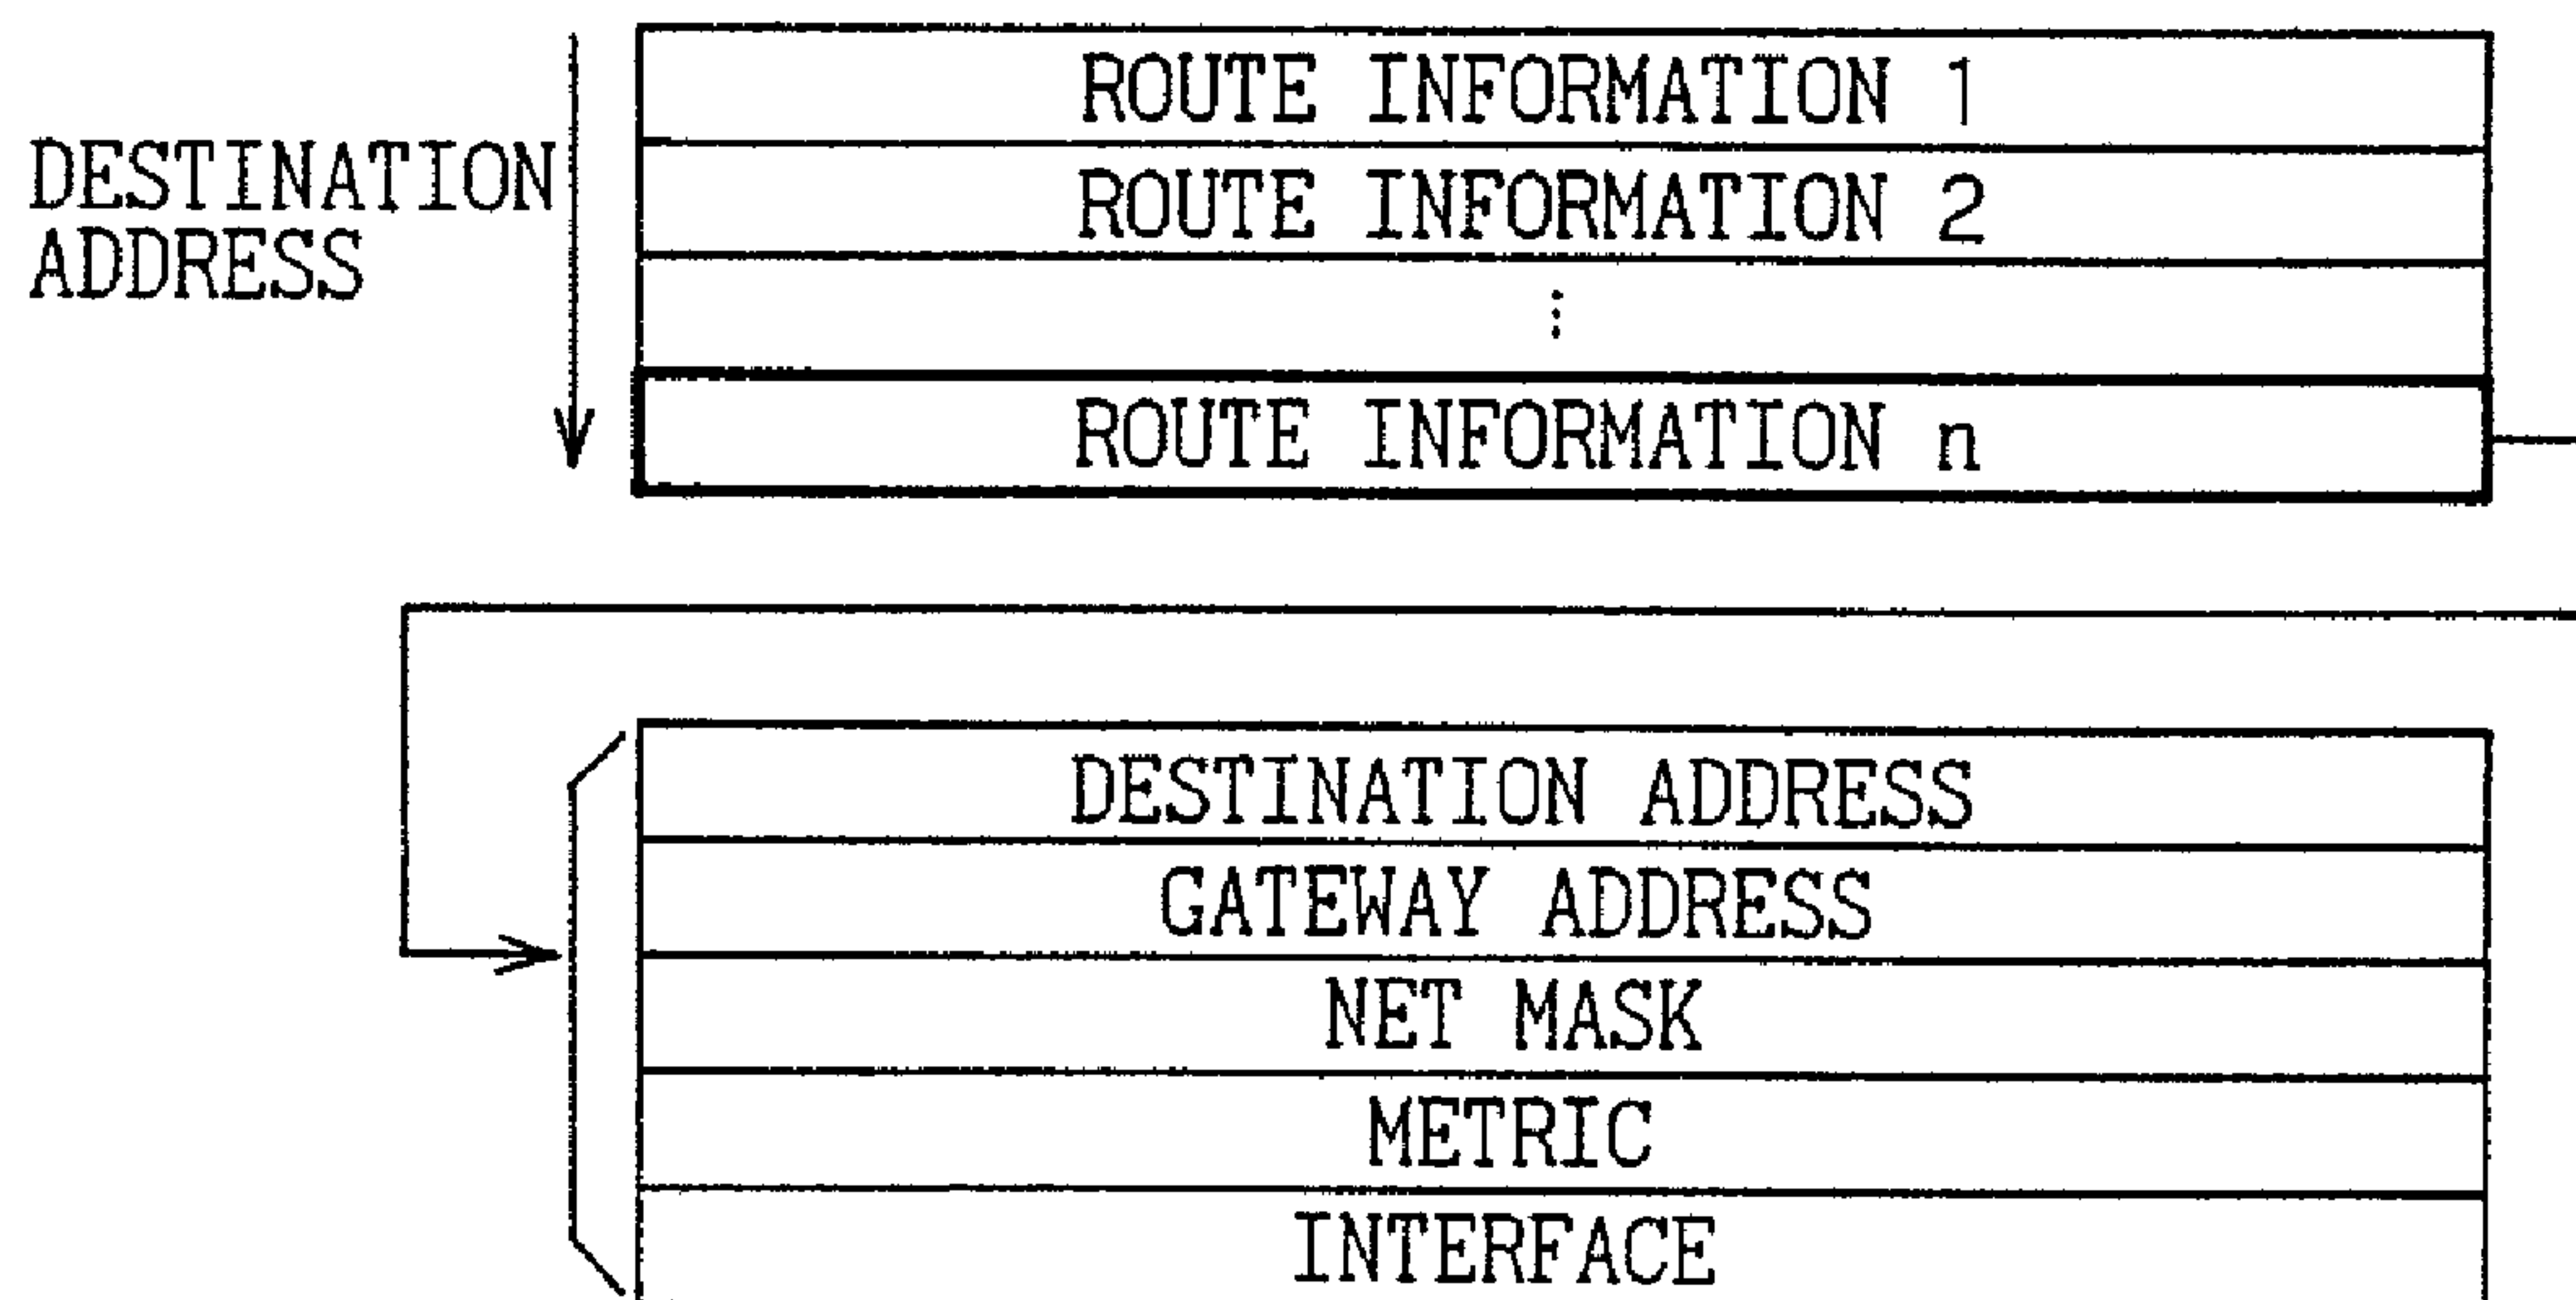 DESTINATION
ADDRESS
ROUTE INFORMATION 1
ROUTE INFORMATION 2
⋮
ROUTE INFORMATION n
DESTINATION ADDRESS
GATEWAY ADDRESS
NET MASK
METRIC
INTERFACE